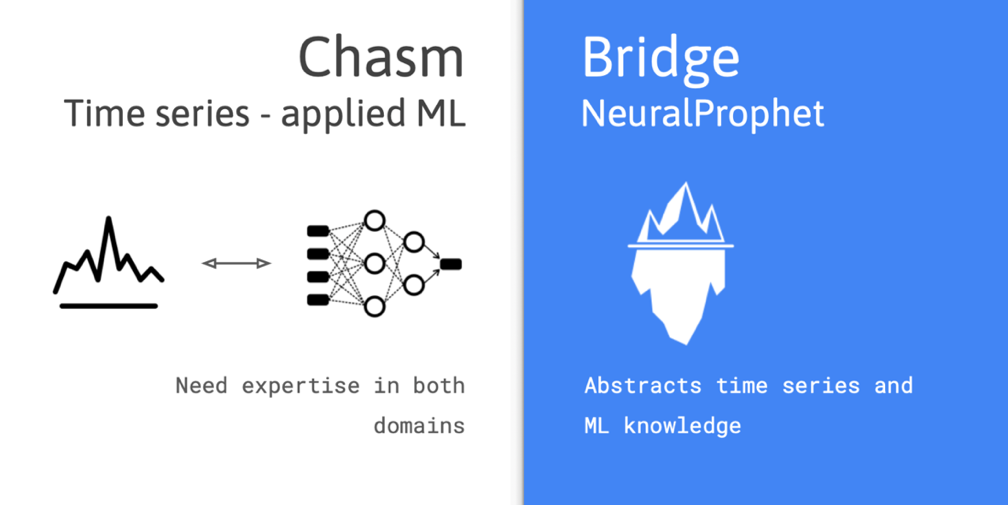 Chasm
Time series - applied ML
Need expertise in both
domains
Bridge
NeuralProphet
Abstracts time series and
ML knowledge